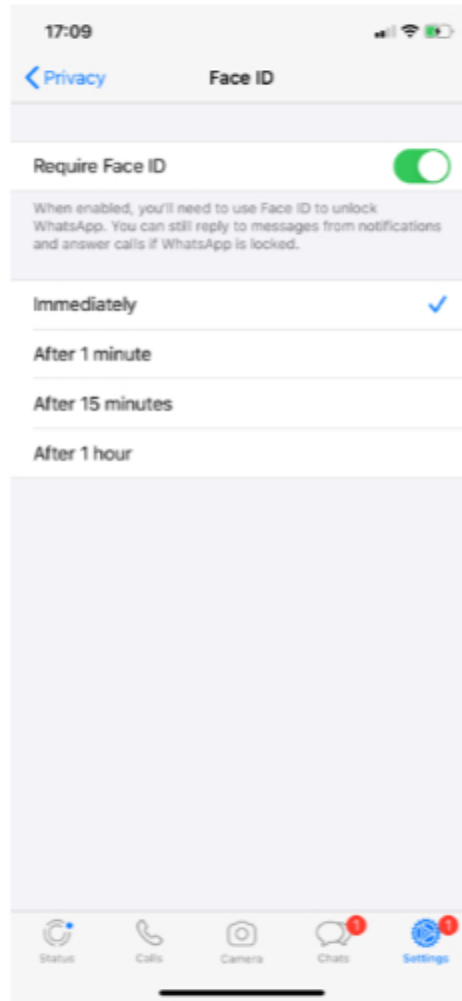 17:09
Privacy
Face ID
Require Face ID
When enabled, you'll need to use Face ID to unlock
WhatsApp. You can still reply to messages from notifications
and answer calls if WhatsApp is locked.
Immediately
After 1 minute
After 15 minutes
After 1 hour
1
1
Status
Calls
Camera
Chats
Settings